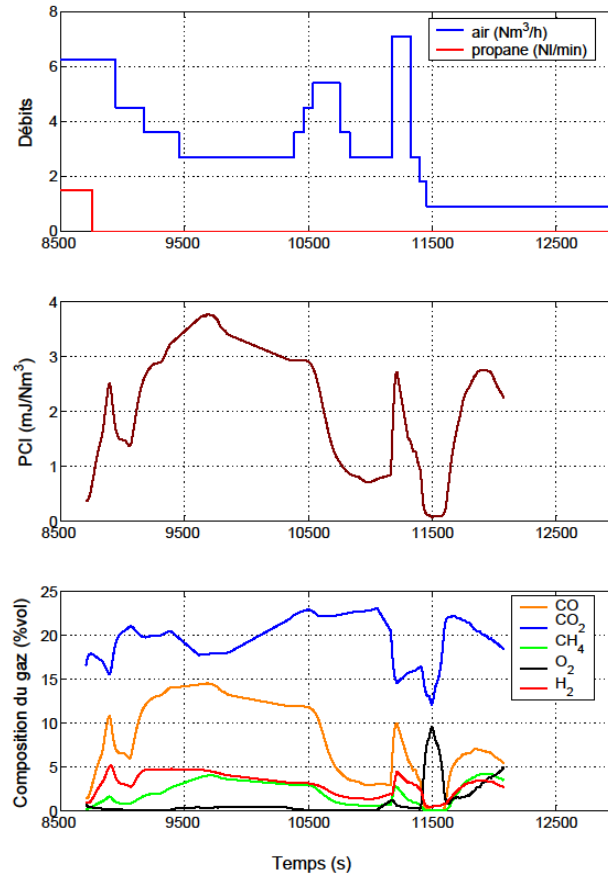 8
6
4
2
0
Débits
air (Nm³/h)
propane (Nl/min)
8500 9500 10500 11500 12500
4
3
2
1
0
PCI (mJ/Nm³)
8500 9500 10500 11500 12500
25
20
15
10
5
0
Composition du gaz (%vol)
CO
CO₂
CH₄
O₂
H₂
8500 9500 10500 11500 12500
Temps (s)